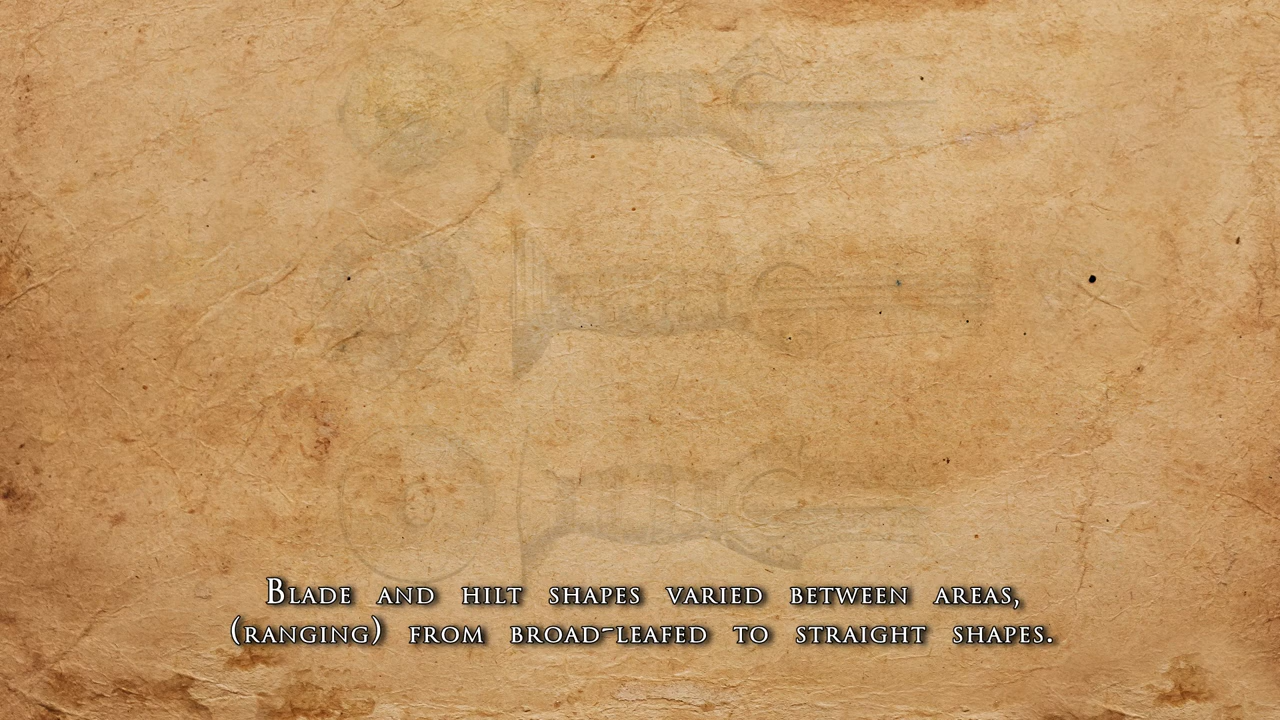 Blade and hilt shapes varied between areas,
(ranging) from broad-leafed to straight shapes.